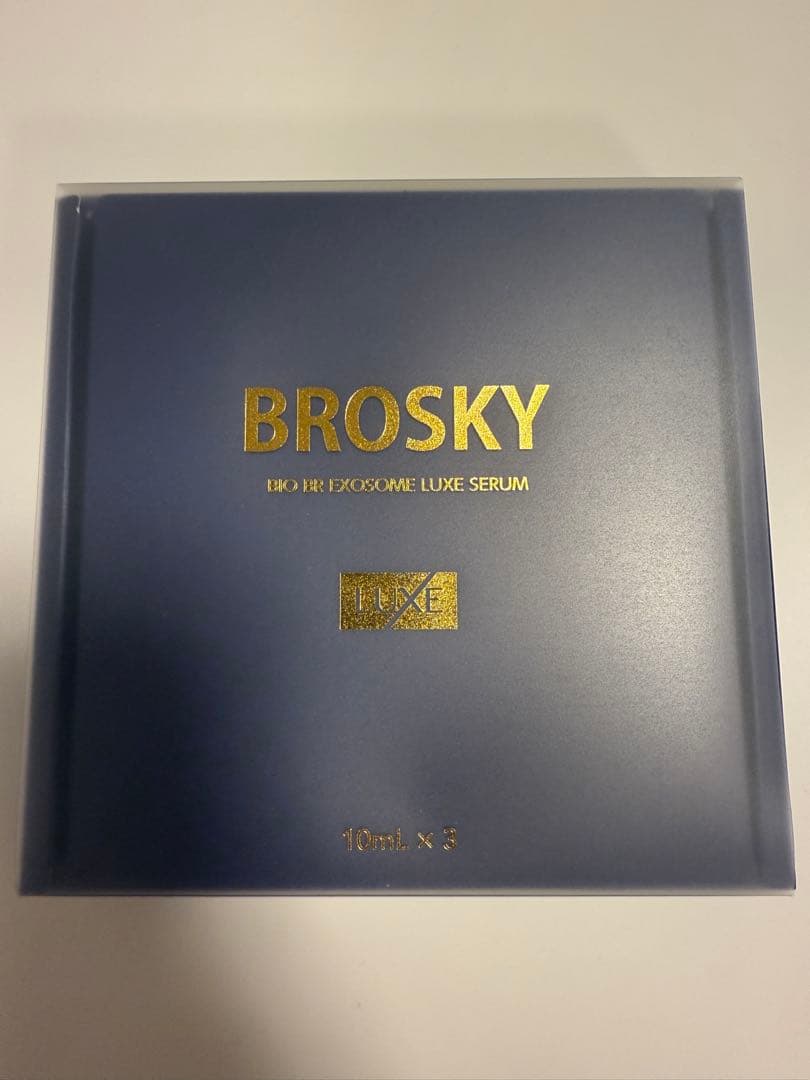 BROSKY
BIO BR EXOSOME LUXE SERUM
LUXE
10mL × 3